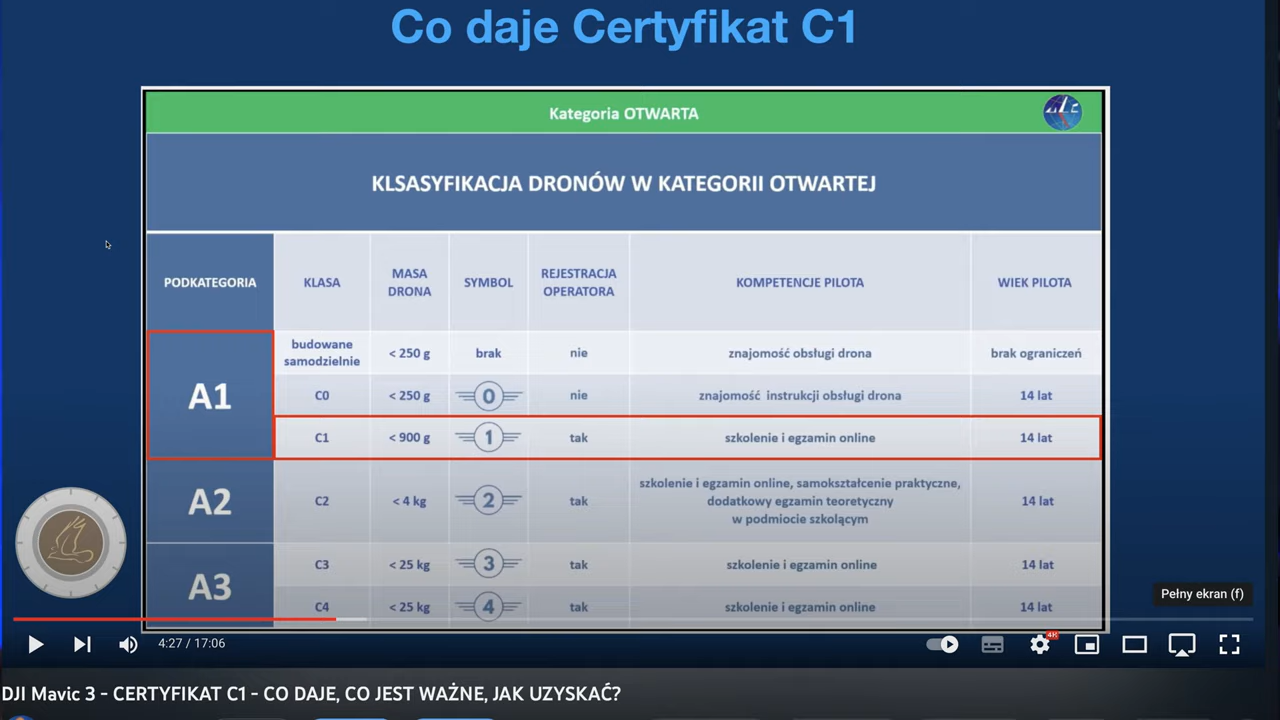 Co daje Certyfikat C1
Kategoria OTWARTA
KLSASYFIKACJA DRONÓW W KATEGORII OTWARTEJ
PODKATEGORIA KLASA MASA DRONA SYMBOL REJESTRACJA OPERATORA KOMPETENCJE PILOTA WIEK PILOTA
A1
budowane samodzielnie < 250 g brak nie znajomość obsługi drona brak ograniczeń
C0 < 250 g 0 nie znajomość instrukcji obsługi drona 14 lat
C1 < 900 g 1 tak szkolenie i egzamin online 14 lat
A2
C2 < 4 kg 2 tak szkolenie i egzamin online, samokształcenie praktyczne, dodatkowy egzamin teoretyczny w podmiocie szkolącym 14 lat
A3
C3 < 25 kg 3 tak szkolenie i egzamin online 14 lat
C4 < 25 kg 4 tak szkolenie i egzamin online 14 lat
Pełny ekran (f)
4:27 / 17:06
4K
DJI Mavic 3 - CERTYFIKAT C1 - CO DAJE, CO JEST WAŻNE, JAK UZYSKAĆ?